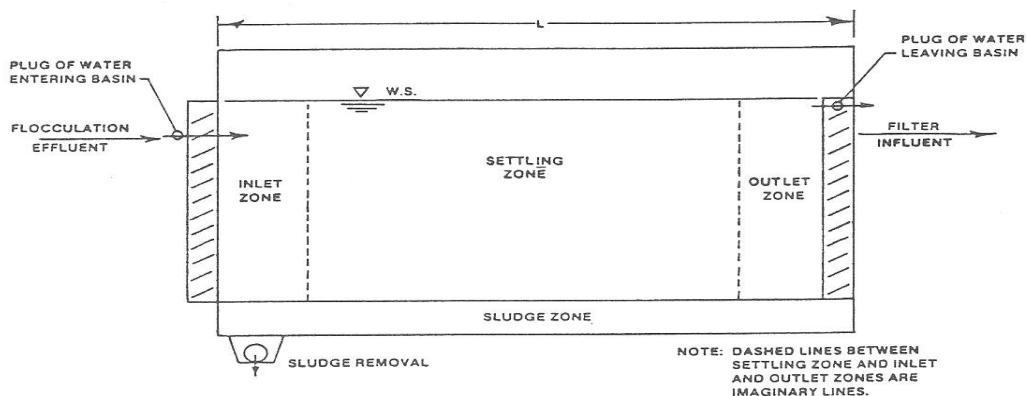 L
PLUG OF WATER
ENTERING BASIN
PLUG OF WATER
LEAVING BASIN
W.S.
FLOCCULATION
EFFLUENT
FILTER
INFLUENT
SETTLING
ZONE
INLET
ZONE
OUTLET
ZONE
SLUDGE ZONE
SLUDGE REMOVAL
NOTE: DASHED LINES BETWEEN
SETTLING ZONE AND INLET
AND OUTLET ZONES ARE
IMAGINARY LINES.